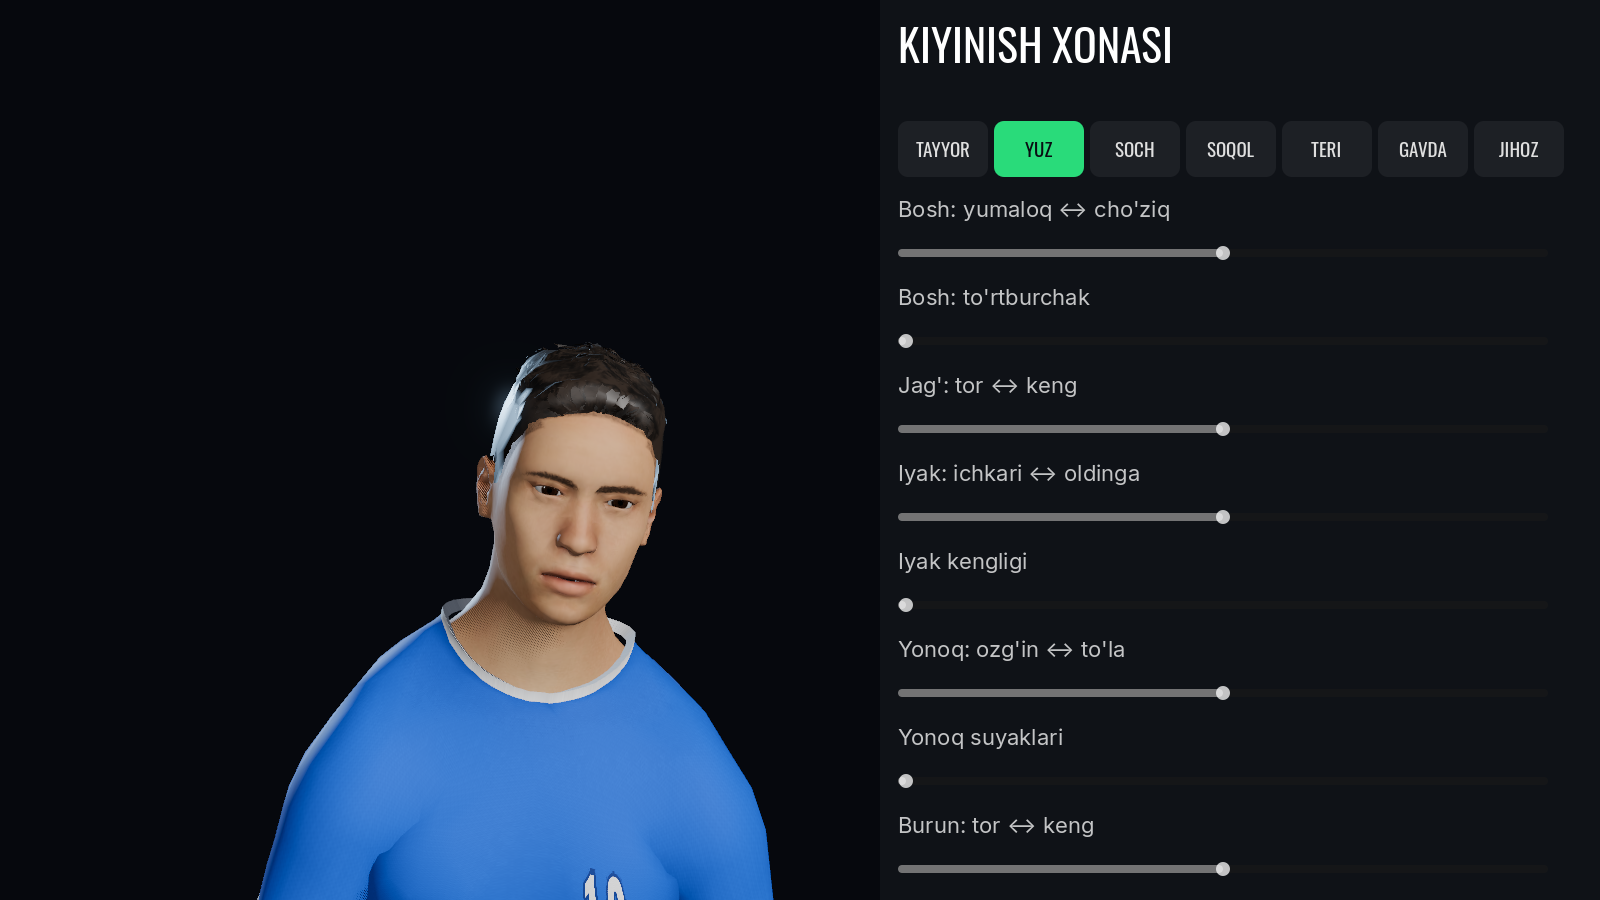 KIYINISH XONASI
TAYYOR YUZ SOCH SOQOL TERI GAVDA JIHOZ
Bosh: yumaloq ↔ cho'ziq
Bosh: to'rtburchak
Jag': tor ↔ keng
Iyak: ichkari ↔ oldinga
Iyak kengligi
Yonoq: ozg'in ↔ to'la
Yonoq suyaklari
Burun: tor ↔ keng